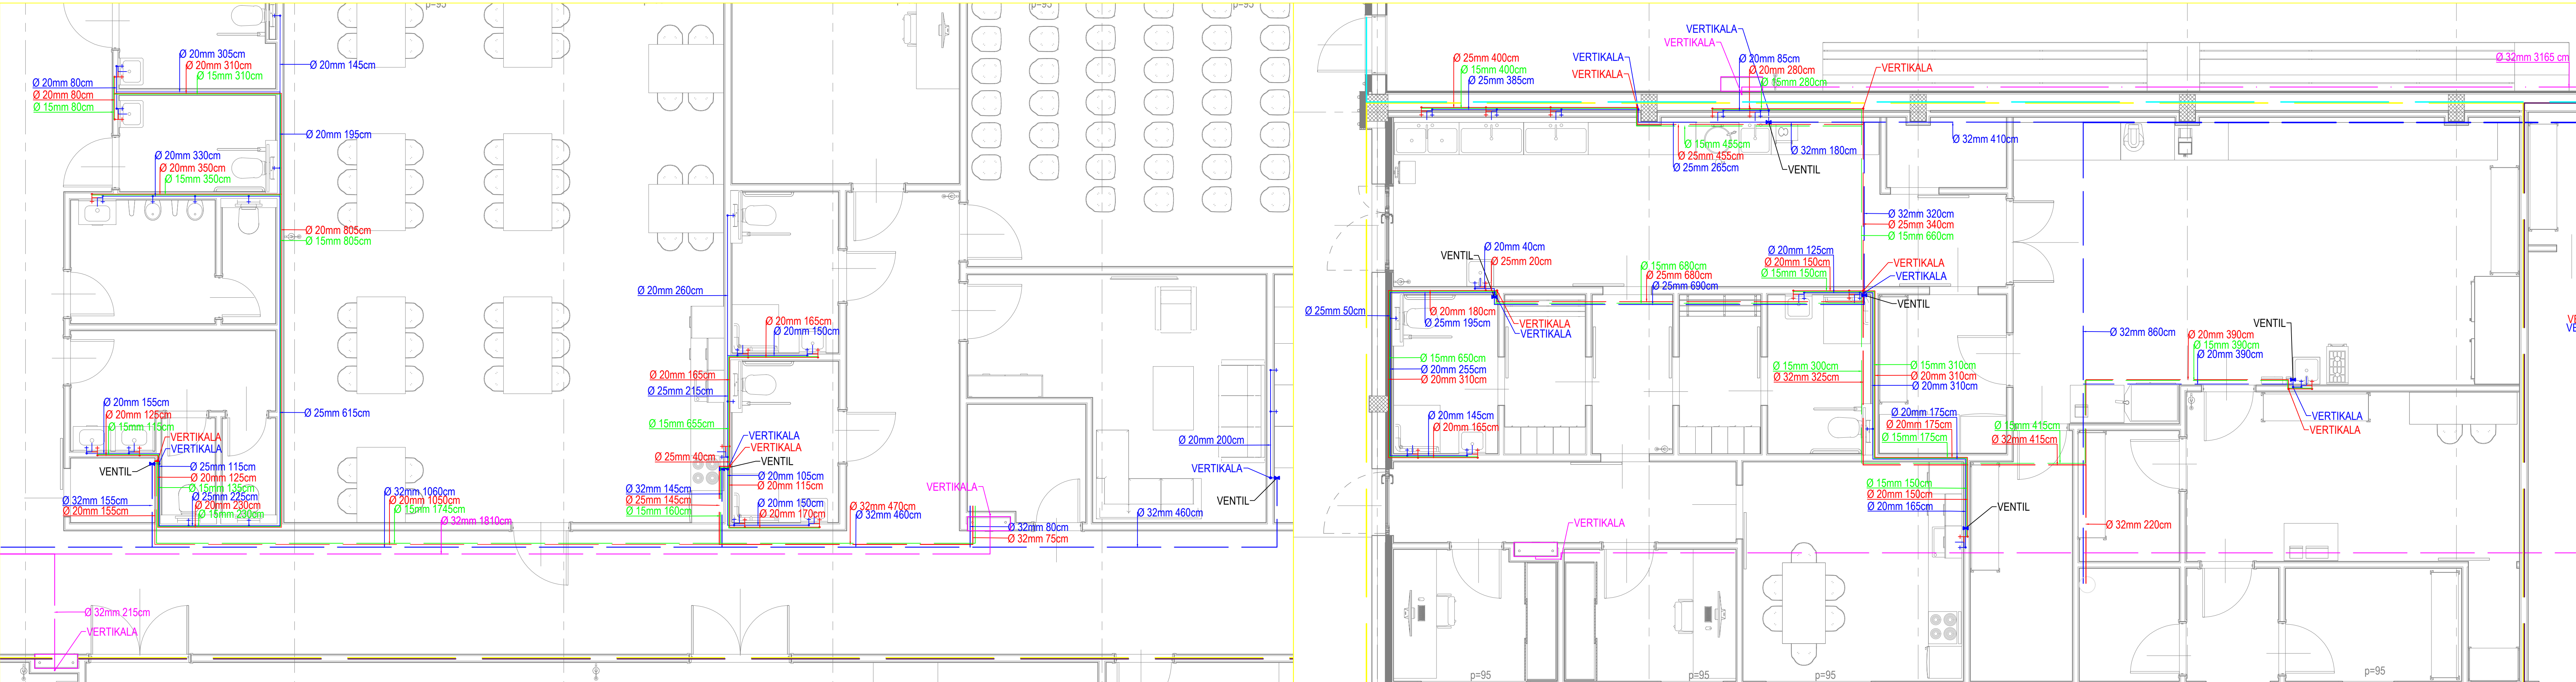 p=95
p=95
p=95
Ø 20mm 305cm
Ø 20mm 310cm
Ø 15mm 310cm
Ø 20mm 145cm
Ø 20mm 80cm
Ø 20mm 80cm
Ø 15mm 80cm
Ø 20mm 195cm
Ø 20mm 330cm
Ø 20mm 350cm
Ø 15mm 350cm
Ø 20mm 805cm
Ø 15mm 805cm
Ø 20mm 260cm
Ø 20mm 165cm
Ø 20mm 150cm
Ø 20mm 165cm
Ø 25mm 215cm
Ø 15mm 655cm
Ø 25mm 615cm
Ø 20mm 155cm
Ø 20mm 125cm
Ø 15mm 115cm
VERTIKALA
VERTIKALA
VENTIL
Ø 25mm 115cm
Ø 20mm 125cm
Ø 15mm 135cm
Ø 25mm 225cm
Ø 20mm 230cm
Ø 15mm 230cm
Ø 32mm 155cm
Ø 20mm 155cm
Ø 32mm 1060cm
Ø 20mm 1050cm
Ø 15mm 1745cm
Ø 32mm 1810cm
VERTIKALA
VERTIKALA
VENTIL
Ø 25mm 40cm
Ø 32mm 145cm
Ø 25mm 145cm
Ø 15mm 160cm
Ø 20mm 105cm
Ø 20mm 115cm
Ø 20mm 150cm
Ø 20mm 170cm
Ø 32mm 470cm
Ø 32mm 460cm
VERTIKALA
Ø 32mm 80cm
Ø 32mm 75cm
Ø 20mm 200cm
VERTIKALA
VENTIL
Ø 32mm 460cm
Ø 32mm 215cm
VERTIKALA
VERTIKALA
VERTIKALA
VERTIKALA
VERTIKALA
Ø 25mm 400cm
Ø 15mm 400cm
Ø 25mm 385cm
Ø 20mm 85cm
Ø 20mm 280cm
Ø 15mm 280cm
VERTIKALA
Ø 32mm 3165 cm
Ø 15mm 455cm
Ø 25mm 455cm
Ø 25mm 265cm
Ø 32mm 180cm
VENTIL
Ø 32mm 410cm
Ø 32mm 320cm
Ø 25mm 340cm
Ø 15mm 660cm
Ø 20mm 40cm
Ø 25mm 20cm
VENTIL
Ø 15mm 680cm
Ø 25mm 680cm
Ø 25mm 690cm
Ø 20mm 125cm
Ø 20mm 150cm
Ø 15mm 150cm
VERTIKALA
VERTIKALA
VENTIL
Ø 25mm 50cm
Ø 20mm 180cm
Ø 25mm 195cm
VERTIKALA
VERTIKALA
Ø 32mm 860cm
Ø 20mm 390cm
Ø 15mm 390cm
Ø 20mm 390cm
VENTIL
VERTIKALA
VERTIKALA
Ø 15mm 650cm
Ø 20mm 255cm
Ø 20mm 310cm
Ø 15mm 300cm
Ø 32mm 325cm
Ø 15mm 310cm
Ø 20mm 310cm
Ø 20mm 310cm
Ø 20mm 145cm
Ø 20mm 165cm
Ø 20mm 175cm
Ø 20mm 175cm
Ø 15mm 175cm
Ø 15mm 415cm
Ø 32mm 415cm
Ø 15mm 150cm
Ø 20mm 150cm
Ø 20mm 165cm
VENTIL
Ø 32mm 220cm
VERTIKALA
p=95
p=95
p=95
p=95